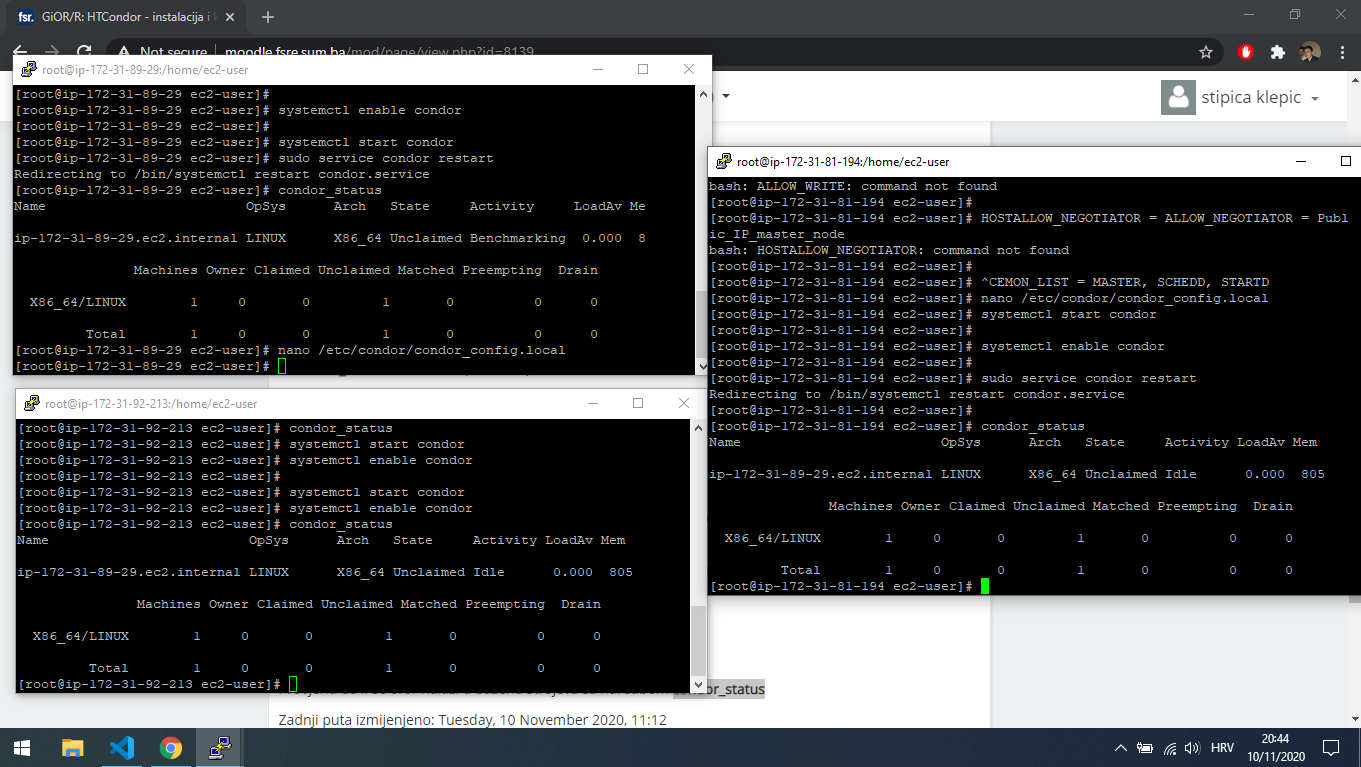 fsr. GiOR/R: HTCondor - instalacija i
Not secure | moodle.fsre.sum.ba/mod/page/view.php?id=8139
stipica klepic
root@ip-172-31-89-29:/home/ec2-user
[root@ip-172-31-89-29 ec2-user]#
[root@ip-172-31-89-29 ec2-user]# systemctl enable condor
[root@ip-172-31-89-29 ec2-user]#
[root@ip-172-31-89-29 ec2-user]# systemctl start condor
[root@ip-172-31-89-29 ec2-user]# sudo service condor restart
Redirecting to /bin/systemctl restart condor.service
[root@ip-172-31-89-29 ec2-user]# condor_status
Name OpSys Arch State Activity LoadAv Me
ip-172-31-89-29.ec2.internal LINUX X86_64 Unclaimed Benchmarking 0.000 8
Machines Owner Claimed Unclaimed Matched Preempting Drain
X86_64/LINUX 1 0 0 1 0 0 0
Total 1 0 0 1 0 0 0
[root@ip-172-31-89-29 ec2-user]# nano /etc/condor/condor_config.local
[root@ip-172-31-89-29 ec2-user]#
root@ip-172-31-92-213:/home/ec2-user
[root@ip-172-31-92-213 ec2-user]# condor_status
[root@ip-172-31-92-213 ec2-user]# systemctl start condor
[root@ip-172-31-92-213 ec2-user]# systemctl enable condor
[root@ip-172-31-92-213 ec2-user]#
[root@ip-172-31-92-213 ec2-user]# systemctl start condor
[root@ip-172-31-92-213 ec2-user]# systemctl enable condor
[root@ip-172-31-92-213 ec2-user]# condor_status
Name OpSys Arch State Activity LoadAv Mem
ip-172-31-89-29.ec2.internal LINUX X86_64 Unclaimed Idle 0.000 805
Machines Owner Claimed Unclaimed Matched Preempting Drain
X86_64/LINUX 1 0 0 1 0 0 0
Total 1 0 0 1 0 0 0
[root@ip-172-31-92-213 ec2-user]#
root@ip-172-31-81-194:/home/ec2-user
bash: ALLOW_WRITE: command not found
[root@ip-172-31-81-194 ec2-user]#
[root@ip-172-31-81-194 ec2-user]# HOSTALLOW_NEGOTIATOR = ALLOW_NEGOTIATOR = Publ
ic_IP_master_node
bash: HOSTALLOW_NEGOTIATOR: command not found
[root@ip-172-31-81-194 ec2-user]#
[root@ip-172-31-81-194 ec2-user]# ^CEMON_LIST = MASTER, SCHEDD, STARTD
[root@ip-172-31-81-194 ec2-user]# nano /etc/condor/condor_config.local
[root@ip-172-31-81-194 ec2-user]# systemctl start condor
[root@ip-172-31-81-194 ec2-user]#
[root@ip-172-31-81-194 ec2-user]# systemctl enable condor
[root@ip-172-31-81-194 ec2-user]#
[root@ip-172-31-81-194 ec2-user]# sudo service condor restart
Redirecting to /bin/systemctl restart condor.service
[root@ip-172-31-81-194 ec2-user]#
[root@ip-172-31-81-194 ec2-user]# condor_status
Name OpSys Arch State Activity LoadAv Mem
ip-172-31-89-29.ec2.internal LINUX X86_64 Unclaimed Idle 0.000 805
Machines Owner Claimed Unclaimed Matched Preempting Drain
X86_64/LINUX 1 0 0 1 0 0 0
Total 1 0 0 1 0 0 0
[root@ip-172-31-81-194 ec2-user]#
condor_status
Zadnji puta izmijenjeno: Tuesday, 10 November 2020, 11:12
HRV
20:44
10/11/2020